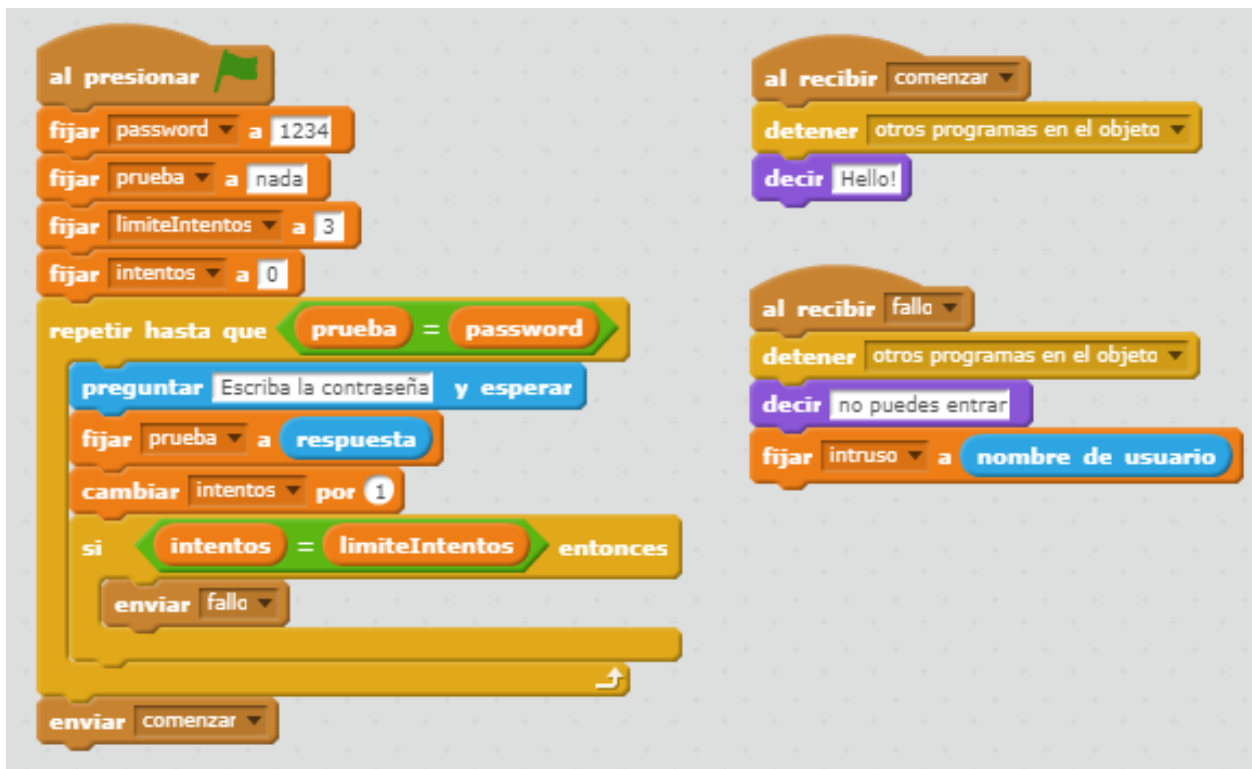 al presionar
fijar password a 1234
fijar prueba a nada
fijar limiteIntentos a 3
fijar intentos a 0
repetir hasta que prueba = password
preguntar Escriba la contraseña y esperar
fijar prueba a respuesta
cambiar intentos por 1
si intentos = limiteIntentos entonces
enviar fallo
enviar comenzar
al recibir comenzar
detener otros programas en el objeto
decir Hello!
al recibir fallo
detener otros programas en el objeto
decir no puedes entrar
fijar intruso a nombre de usuario